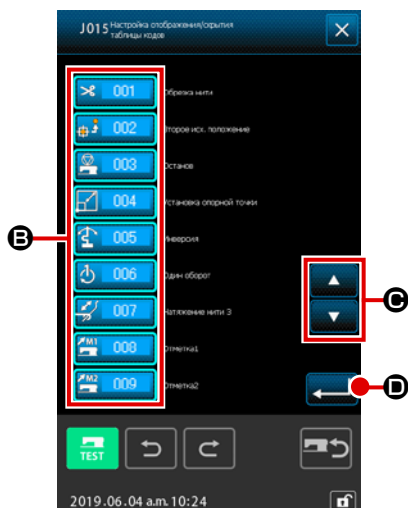 J015 Настройка отображения/скрытия
таблицы кодов
001 Обрезка нити
002 Второе исх. положение
003 Останов
004 Установка опорной точки
B
005 Инверсия
006 Один оборот
C
007 Натяжение нити 3
M1 008 Отметка1
M2 009 Отметка2
D
TEST
2019.06.04 a.m. 10:24